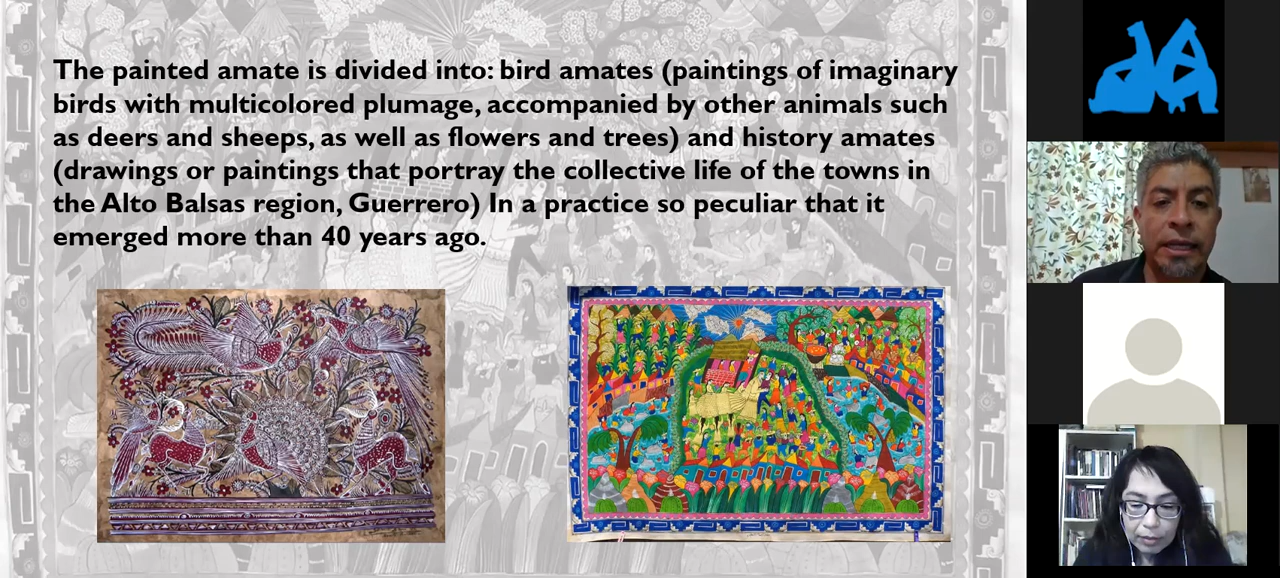 The painted amate is divided into: bird amates (paintings of imaginary
birds with multicolored plumage, accompanied by other animals such
as deers and sheeps, as well as flowers and trees) and history amates
(drawings or paintings that portray the collective life of the towns in
the Alto Balsas region, Guerrero) In a practice so peculiar that it
emerged more than 40 years ago.